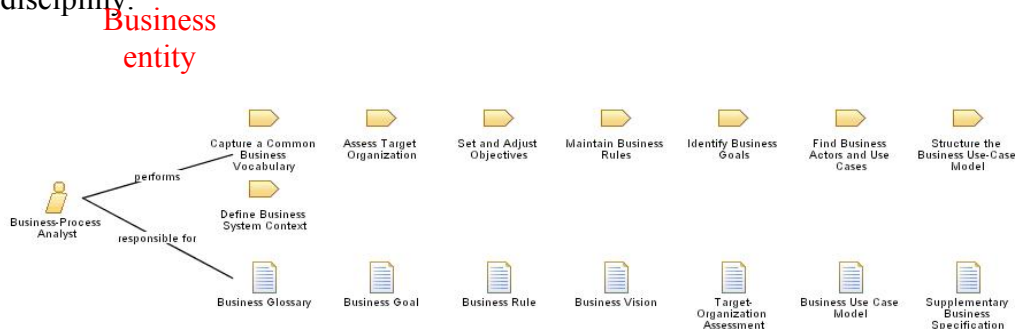 disciplíny.
Business
entity
Capture a Common
Business
Vocabulary
Assess Target
Organization
Set and Adjust
Objectives
Maintain Business
Rules
Identify Business
Goals
Find Business
Actors and Use
Cases
Structure the
Business Use-Case
Model
performs
Business-Process
Analyst
Define Business
System Context
responsible for
Business Glossary
Business Goal
Business Rule
Business Vision
Target-
Organization
Assessment
Business Use Case
Model
Supplementary
Business
Specification